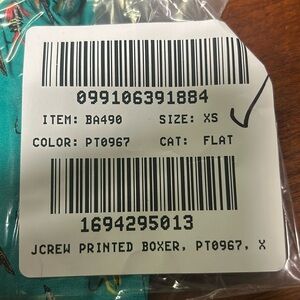 099106391884
ITEM: BA490 SIZE: XS
COLOR: PT0967 CAT: FLAT
1694295013
JCREW PRINTED BOXER, PT0967, X